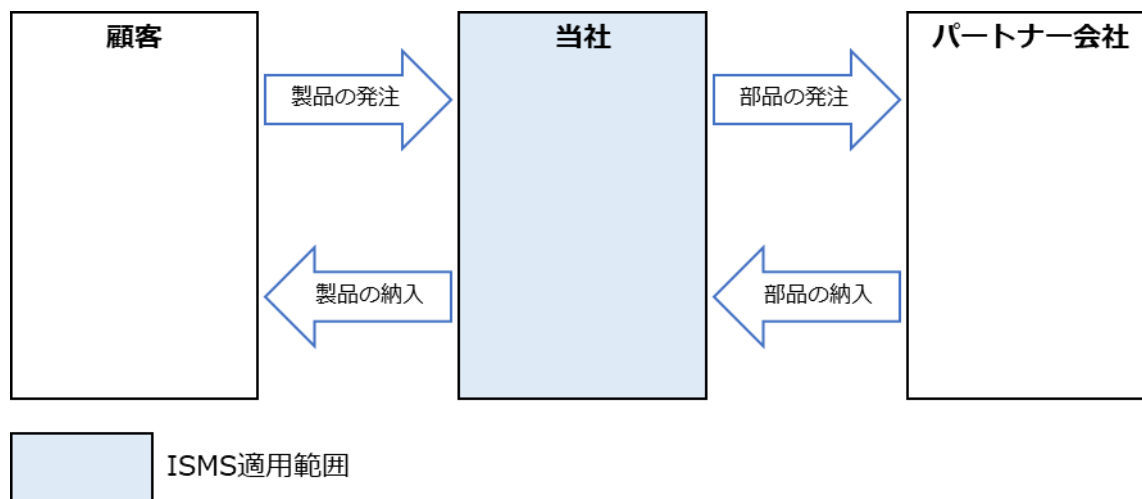 顧客
当社
パートナー会社
製品の発注
部品の発注
製品の納入
部品の納入
ISMS適用範囲